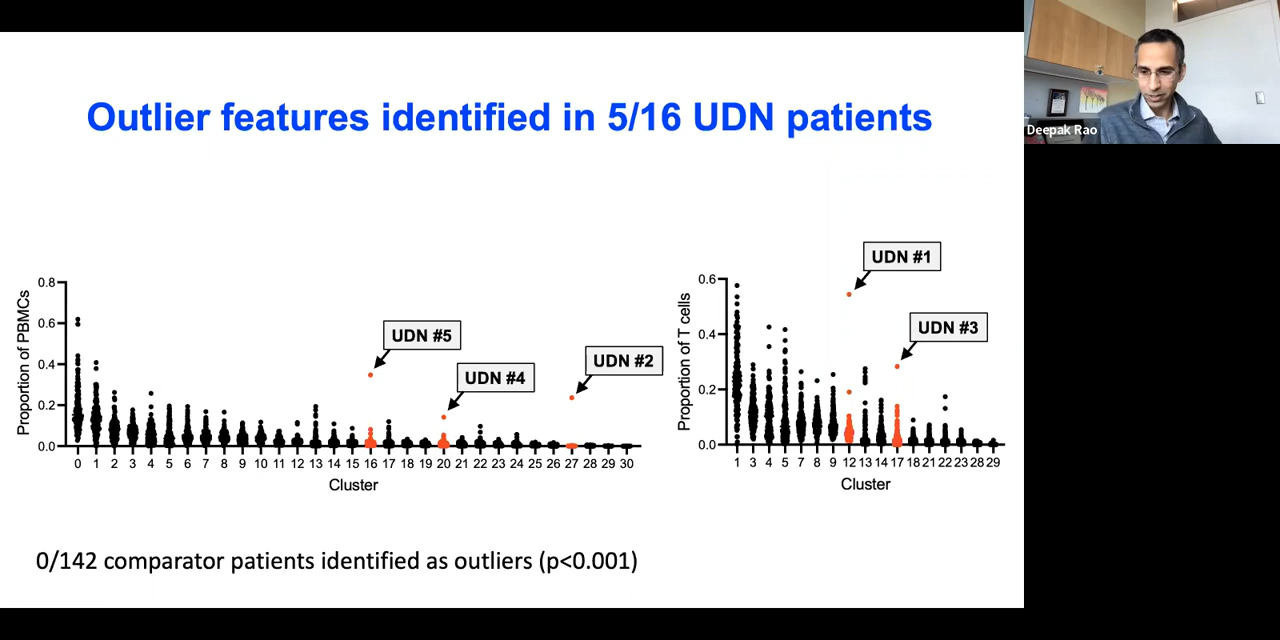 Outlier features identified in 5/16 UDN patients
Deepak Rao
Proportion of PBMCs
0.8
0.6
0.4
0.2
0.0
0 1 2 3 4 5 6 7 8 9 10 11 12 13 14 15 16 17 18 19 20 21 22 23 24 25 26 27 28 29 30
Cluster
UDN #5
UDN #4
UDN #2
Proportion of T cells
0.6
0.4
0.2
0.0
1 3 4 5 7 8 9 12 13 14 17 18 21 22 23 28 29
Cluster
UDN #1
UDN #3
0/142 comparator patients identified as outliers (p<0.001)